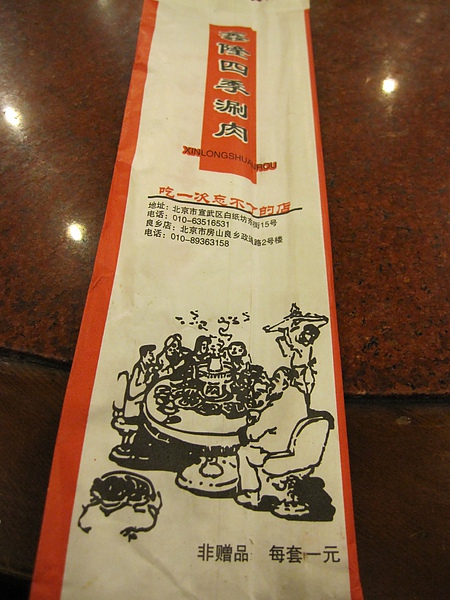 鑫隆四季涮肉
XINLONGSHUANROU
吃一次忘不了的店
地址：北京市宣武区白纸坊东街15号
电话：010-63516531
良乡店：北京市房山良乡政通路2号楼
电话：010-89363158
肉
非赠品 每套一元